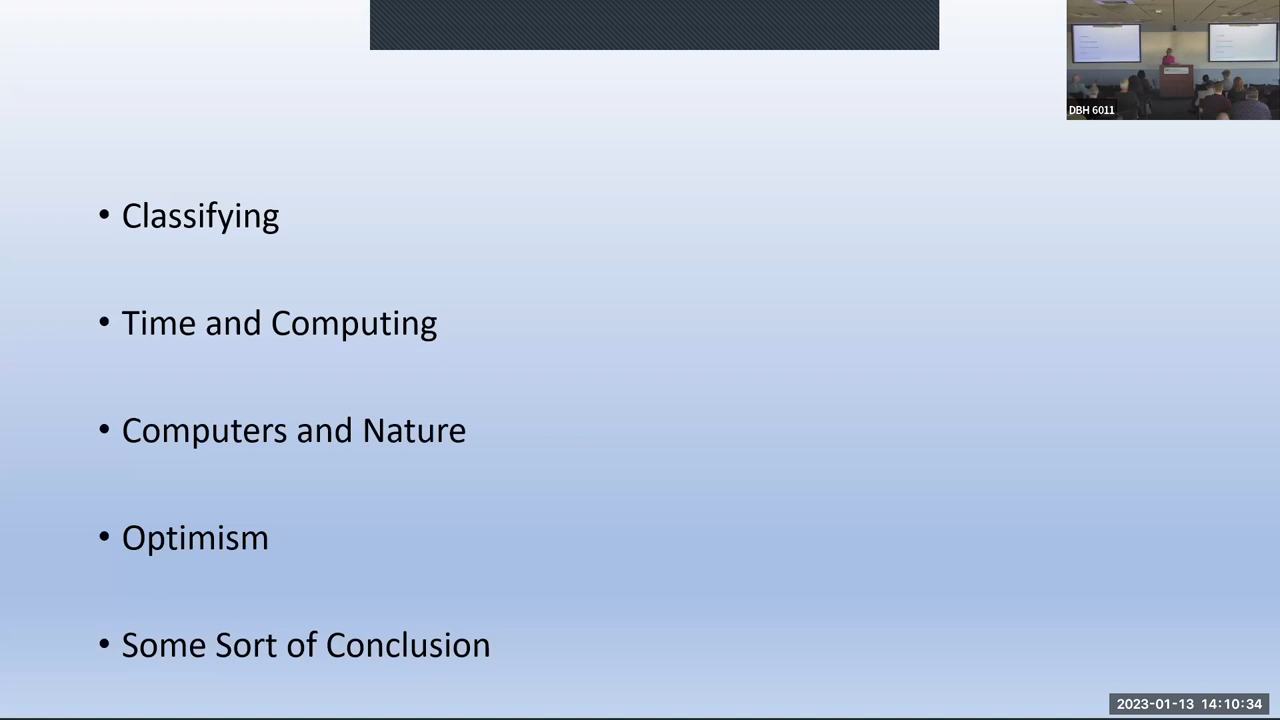 DBH 6011
• Classifying
• Time and Computing
• Computers and Nature
• Optimism
• Some Sort of Conclusion
2023-01-13 14:10:34